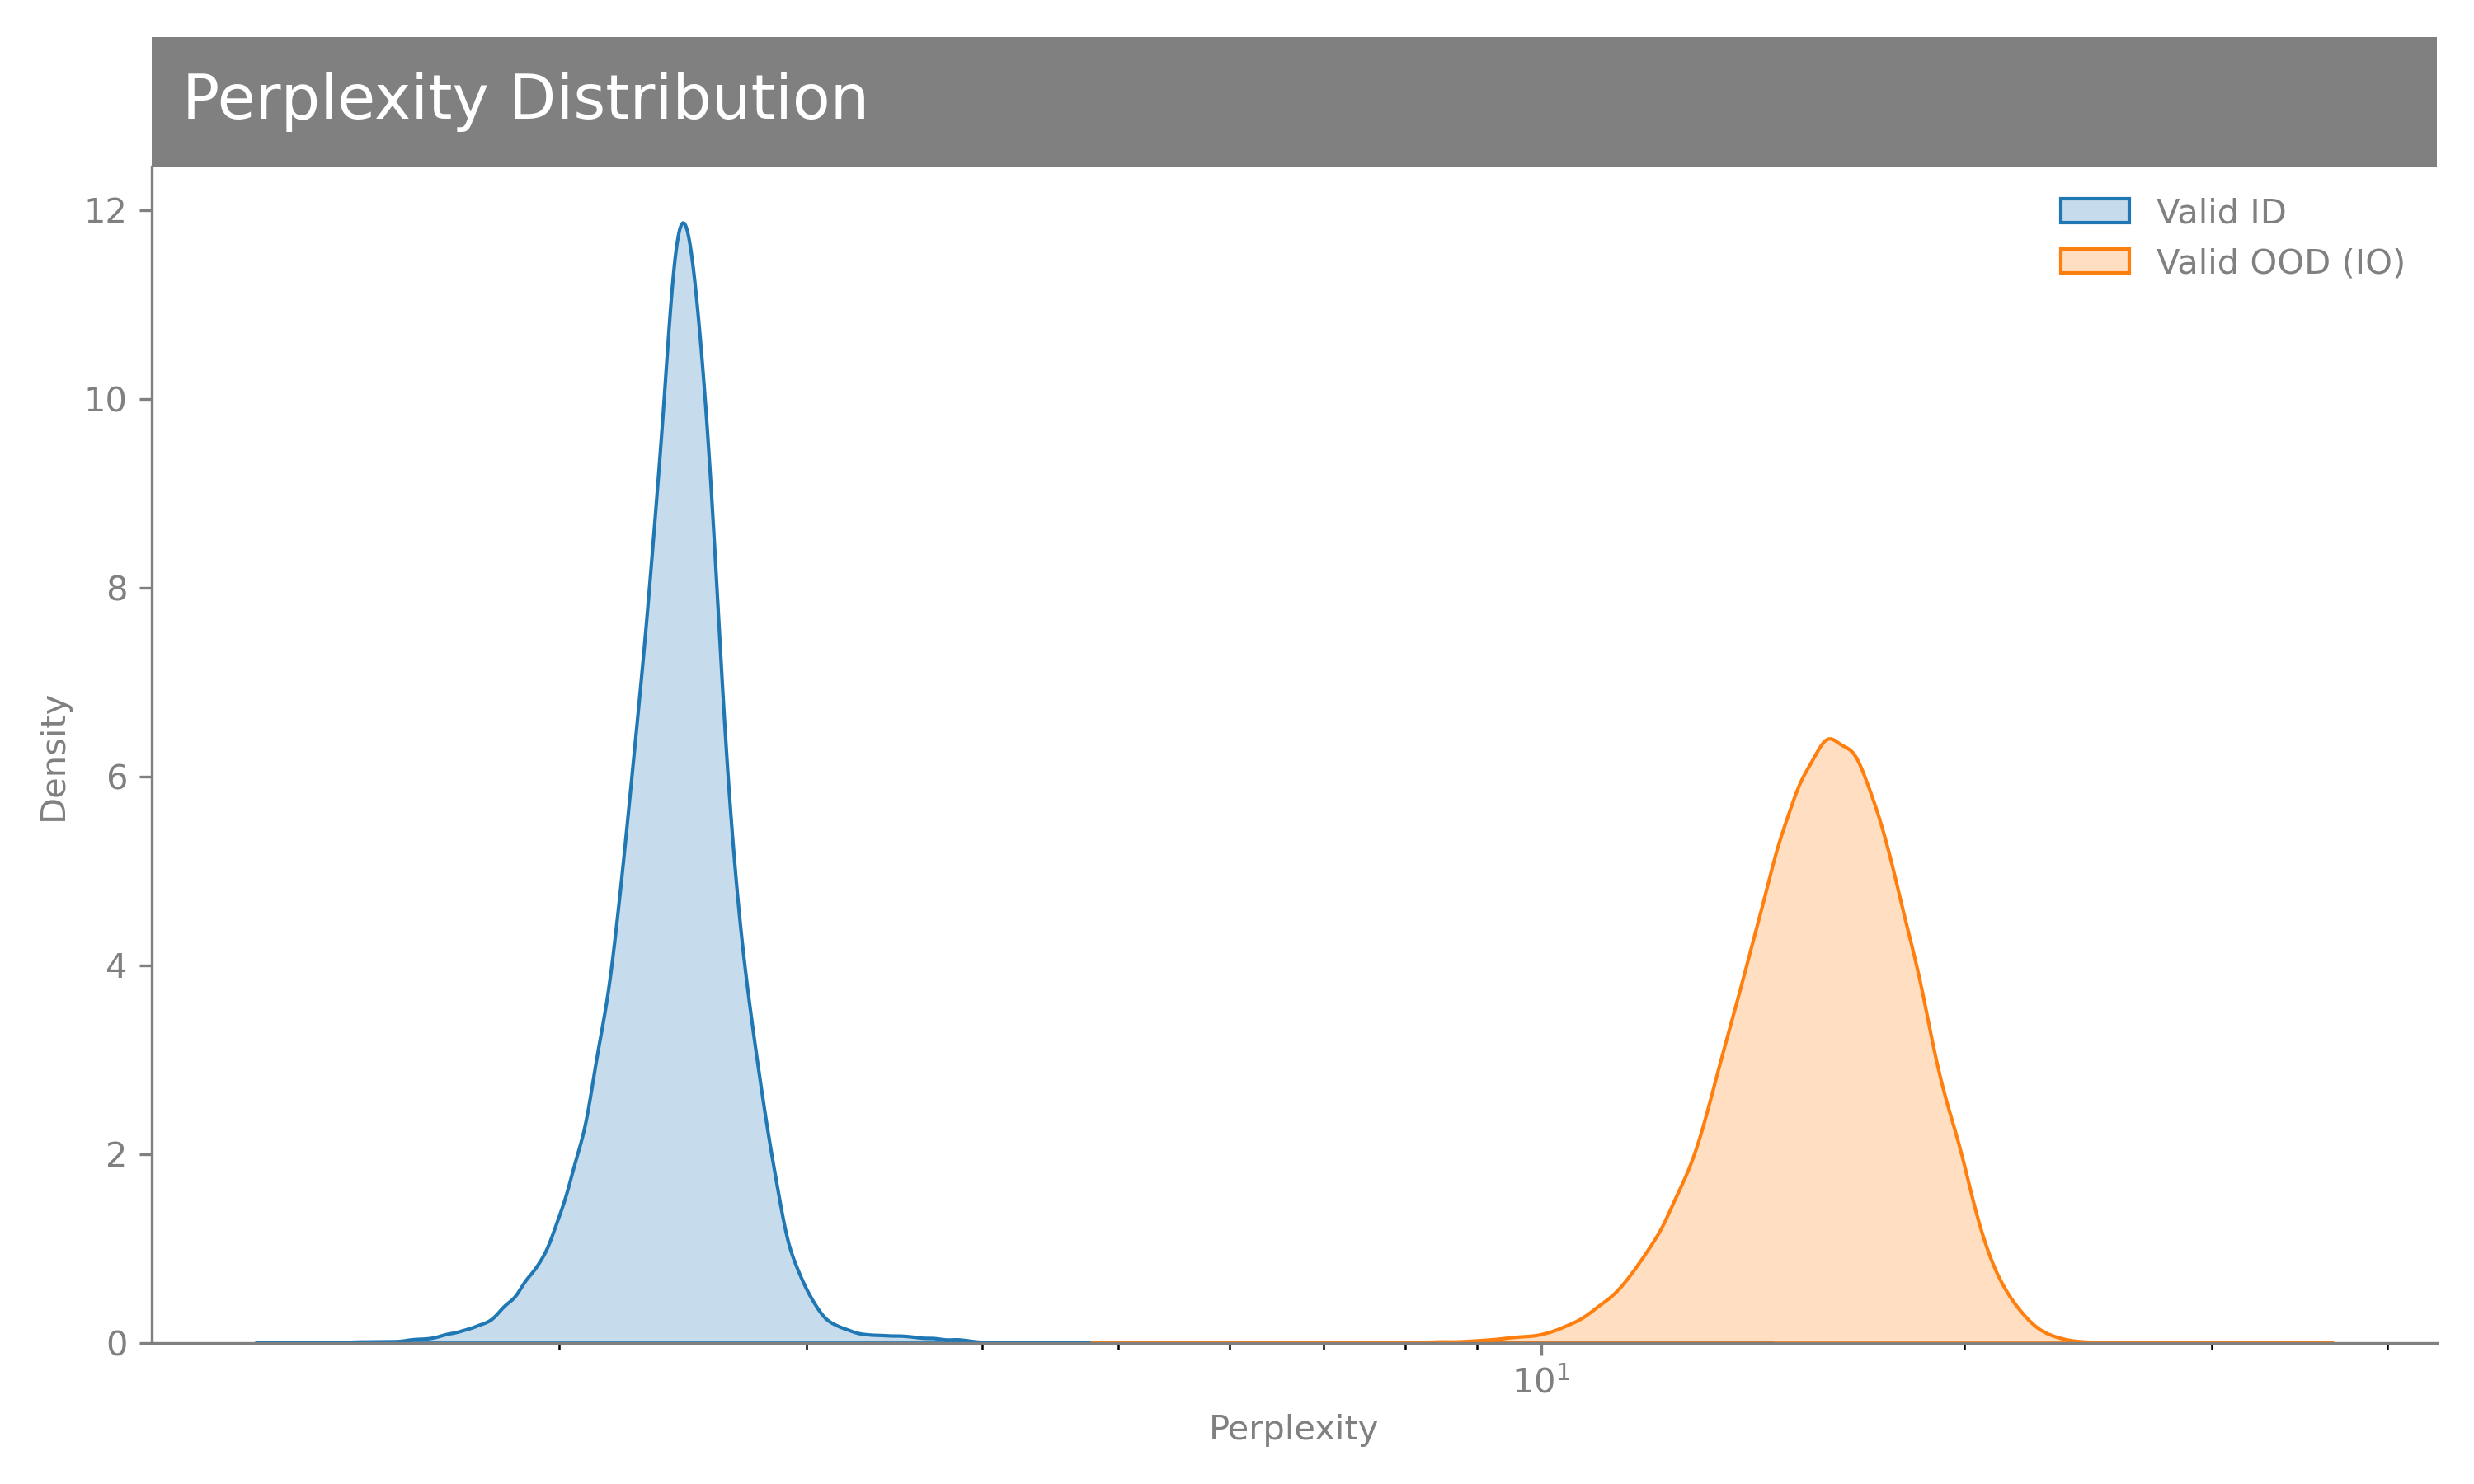 Perplexity Distribution
12
10
8
6
4
2
0
Density
Valid ID
Valid OOD (IO)
10¹
Perplexity